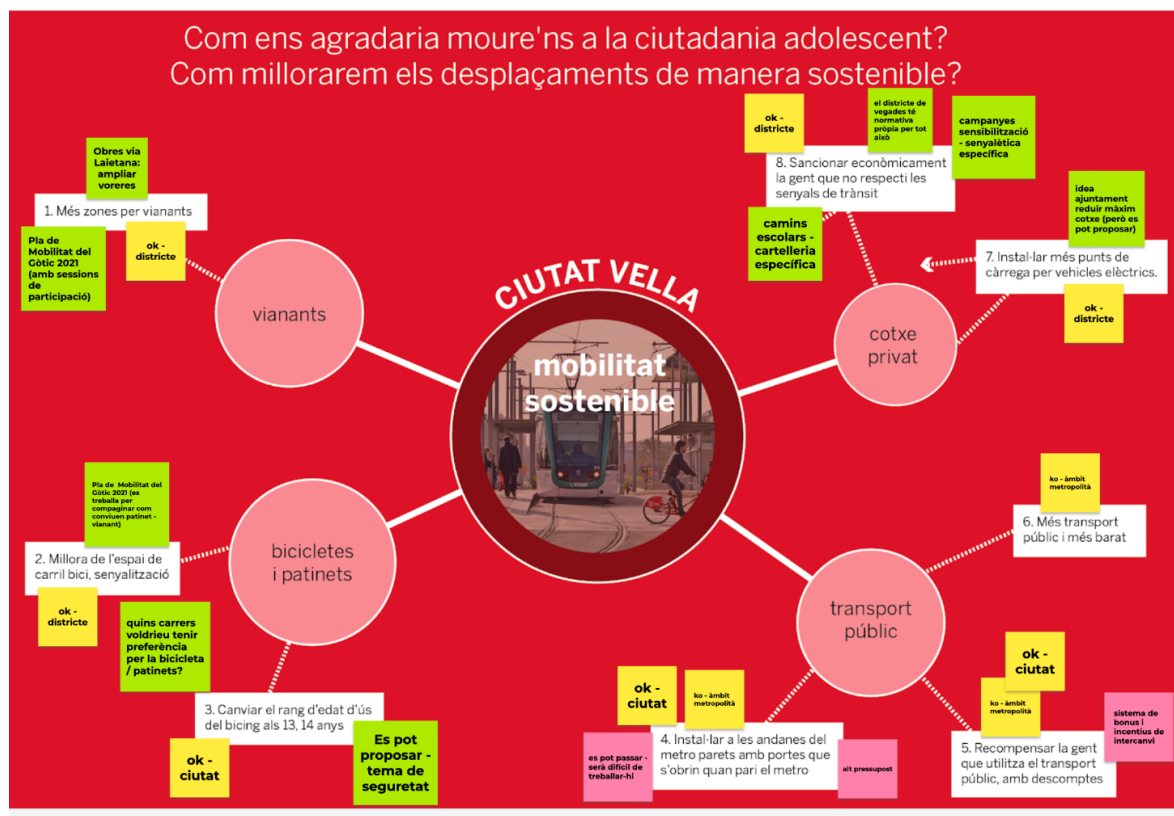 Com ens agradaria moure'ns a la ciutadania adolescent?
Com millorarem els desplaçaments de manera sostenible?
Obres via
Laietana:
ampliar
voreres
1. Més zones per vianants
Pla de
Mobilitat del
Gòtic 2021
(amb sessions
de
participació)
ok -
districte
vianants
CIUTAT VELLA
mobilitat
sostenible
ok -
districte
el districte de
vegades té
normativa
pròpia per tot
això
campanyes
sensibilització
- senyalètica
específica
8. Sancionar econòmicament
la gent que no respecti les
senyals de trànsit
camins
escolars -
cartelleria
específica
idea
ajuntament
reduir màxim
cotxe (però es
pot proposar)
7. Instal·lar més punts de
càrrega per vehicles elèctrics.
ok -
districte
cotxe
privat
Pla de Mobilitat del
Gòtic 2021 (es
treballa per
compaginar com
conviuen patinet -
vianant)
2. Millora de l'espai de
carril bici, senyalització
ok -
districte
quins carrers
voldrieu tenir
preferència
per la bicicleta
/ patinets?
bicicletes
i patinets
3. Canviar el rang d'edat d'ús
del bicing als 13, 14 anys
ok -
ciutat
Es pot
proposar -
tema de
seguretat
ko - àmbit
metropolità
6. Més transport
públic i més barat
transport
públic
ok -
ciutat
ko - àmbit
metropolità
4. Instal·lar a les andanes del
metro parets amb portes que
s'obrin quan pari el metro
es pot passar -
serà difícil de
treballar-hi
alt pressupost
ok -
ciutat
ko - àmbit
metropolità
sistema de
bonus i
incentius de
intercanvi
5. Recompensar la gent
que utilitza el transport
públic, amb descomptes